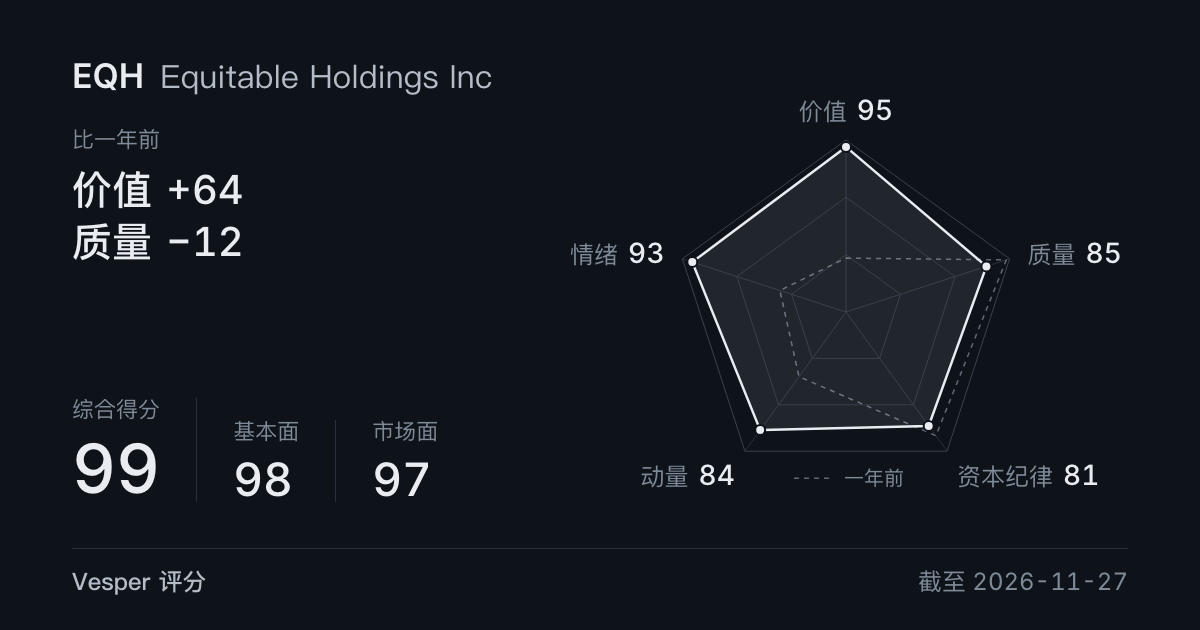 EQH Equitable Holdings Inc
比一年前
价值 +64
质量 −12
综合得分
99
基本面
98
市场面
97
价值 95
情绪 93
质量 85
动量 84
一年前
资本纪律 81
Vesper 评分
截至 2026-11-27